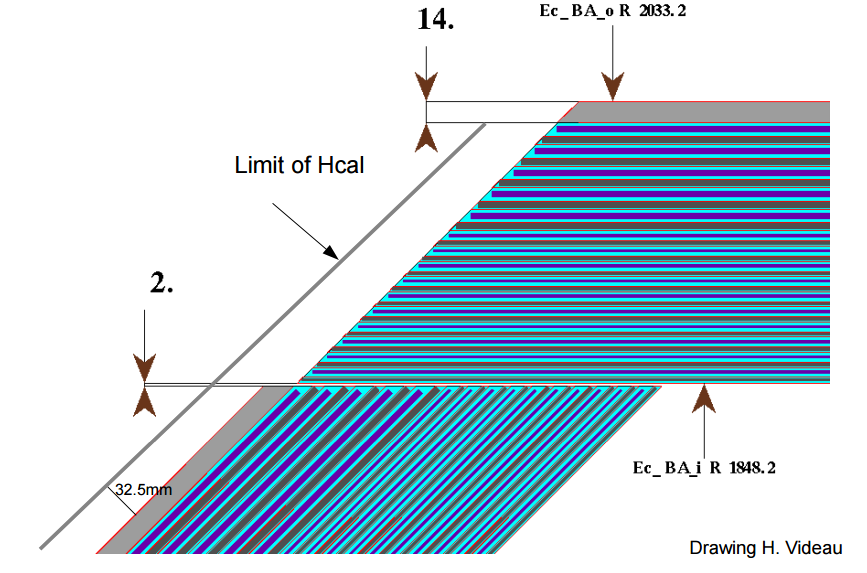 14.
Ec_BA_o R 2033.2
Limit of Hcal
2.
Ec_BA_i R 1848.2
32.5mm
Drawing H. Videau